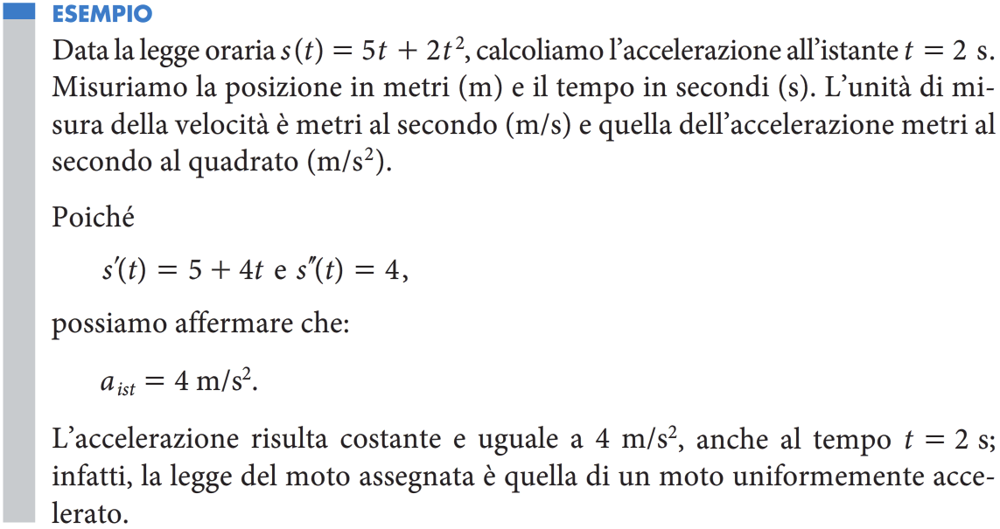 ESEMPIO
Data la legge oraria s(t) = 5t + 2t², calcoliamo l’accelerazione all’istante t = 2 s.
Misuriamo la posizione in metri (m) e il tempo in secondi (s). L’unità di mi-
sura della velocità è metri al secondo (m/s) e quella dell’accelerazione metri al
secondo al quadrato (m/s²).
Poiché
s′(t) = 5 + 4t e s″(t) = 4,
possiamo affermare che:
a ist = 4 m/s².
L’accelerazione risulta costante e uguale a 4 m/s², anche al tempo t = 2 s;
infatti, la legge del moto assegnata è quella di un moto uniformemente acce-
lerato.